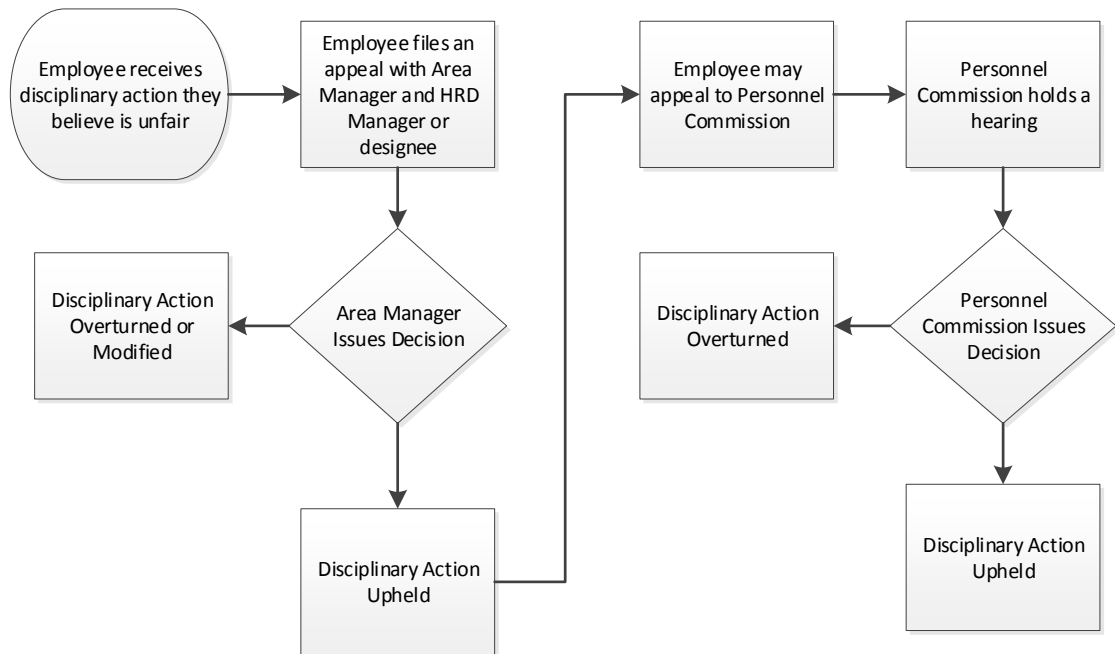 Employee receives
disciplinary action they
believe is unfair
Employee files an
appeal with Area
Manager and HRD
Manager or
designee
Area Manager
Issues Decision
Disciplinary Action
Overturned or
Modified
Disciplinary Action
Upheld
Employee may
appeal to Personnel
Commission
Personnel
Commission holds a
hearing
Personnel
Commission Issues
Decision
Disciplinary Action
Overturned
Disciplinary Action
Upheld